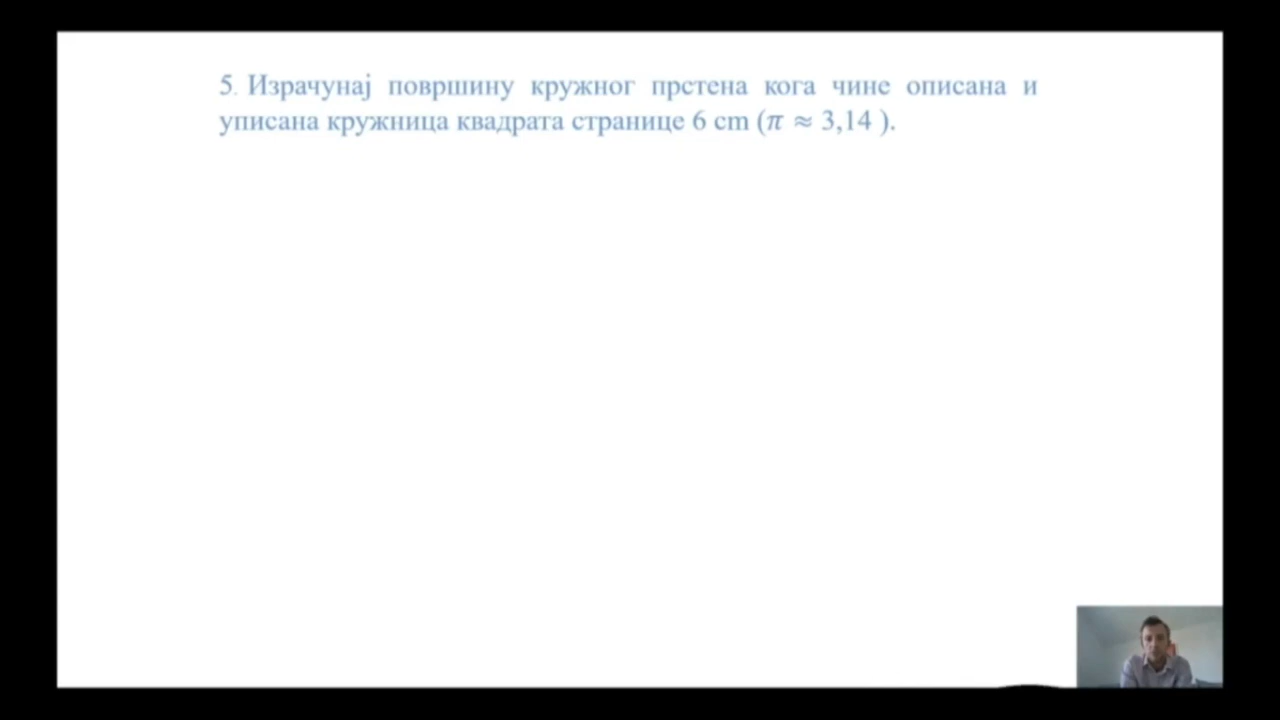 5. Израчунај површину кружног прстена кога чине описана и
уписана кружница квадрата странице 6 cm (π ≈ 3,14 ).